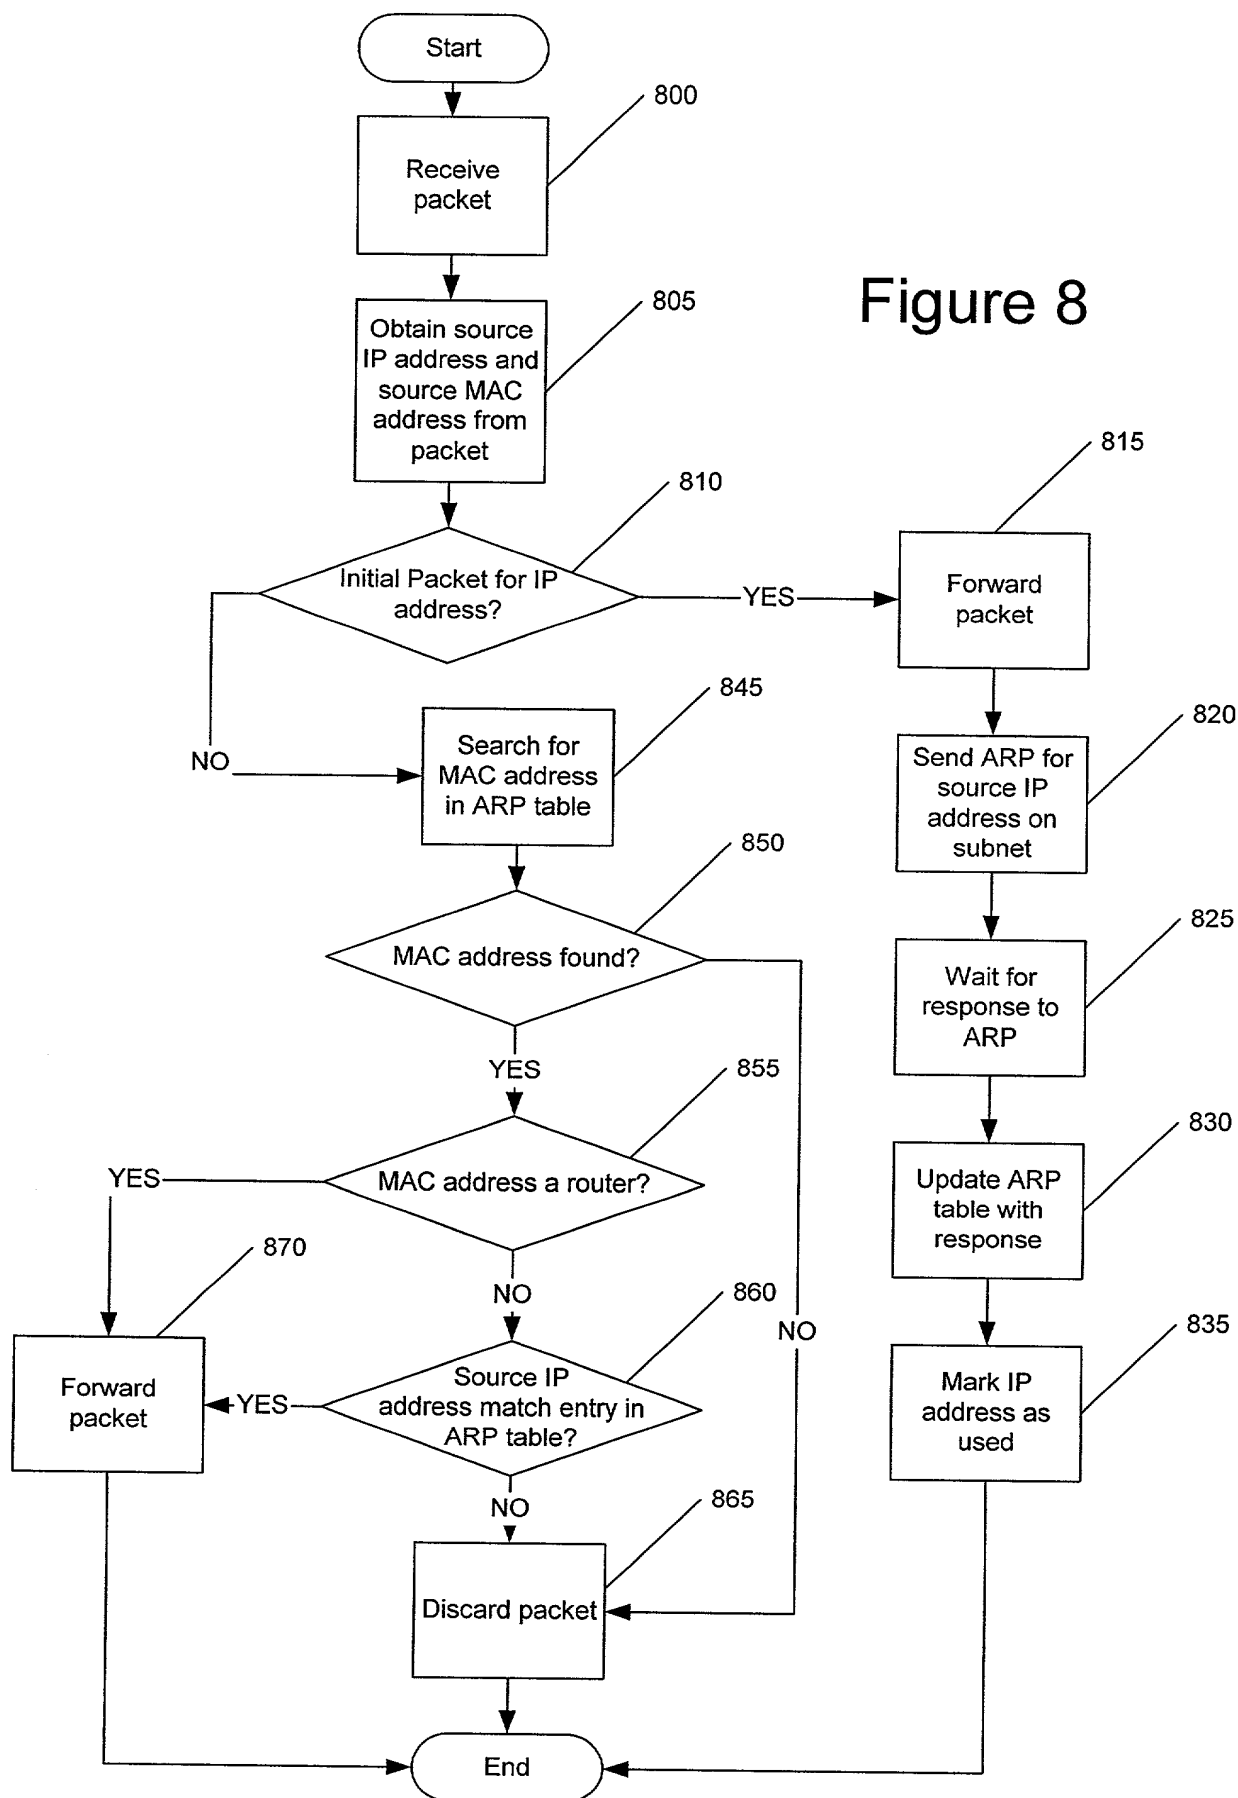 Start
800
Receive
packet
805
Figure 8
Obtain source
IP address and
source MAC
address from
packet
810
815
Initial Packet for IP
address?
YES
Forward
packet
NO
845
Search for
MAC address
in ARP table
820
Send ARP for
source IP
address on
subnet
850
MAC address found?
825
Wait for
response to
ARP
YES
855
MAC address a router?
YES
830
Update ARP
table with
response
870
NO
860
NO
835
Forward
packet
YES
Source IP
address match entry in
ARP table?
Mark IP
address as
used
NO
865
Discard packet
End